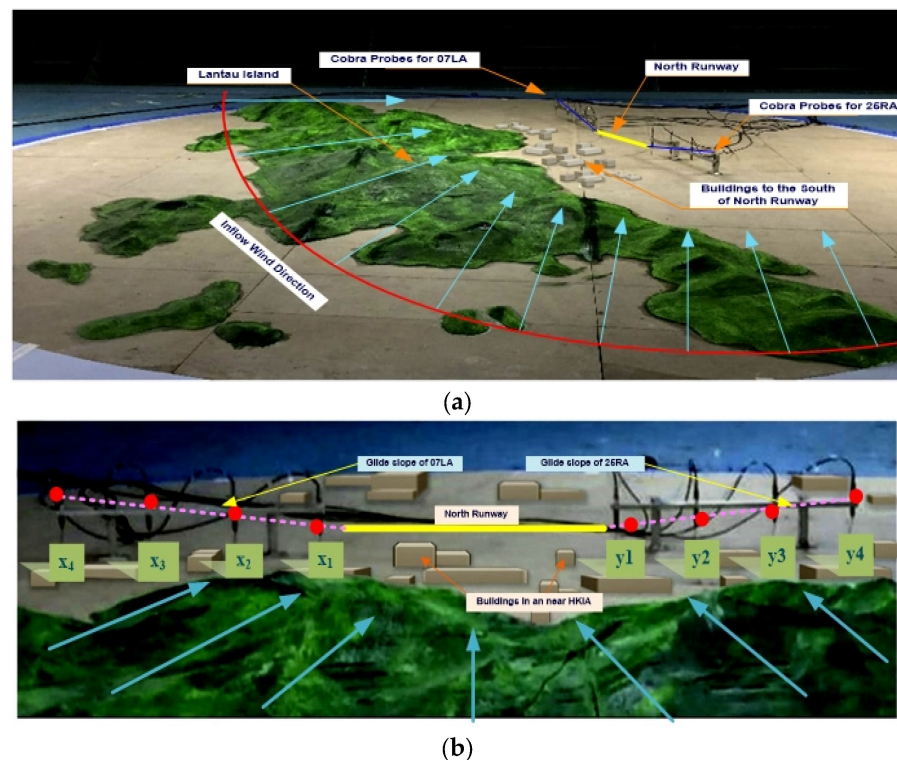 Cobra Probes for 07LA
North Runway
Lantau Island
Cobra Probes for 25RA
Buildings to the South
of North Runway
Inflow Wind Direction
(a)
Glide slope of 07LA
Glide slope of 25RA
North Runway
x4 x3 x2 x1 y1 y2 y3 y4
Buildings in an near HKIA
(b)